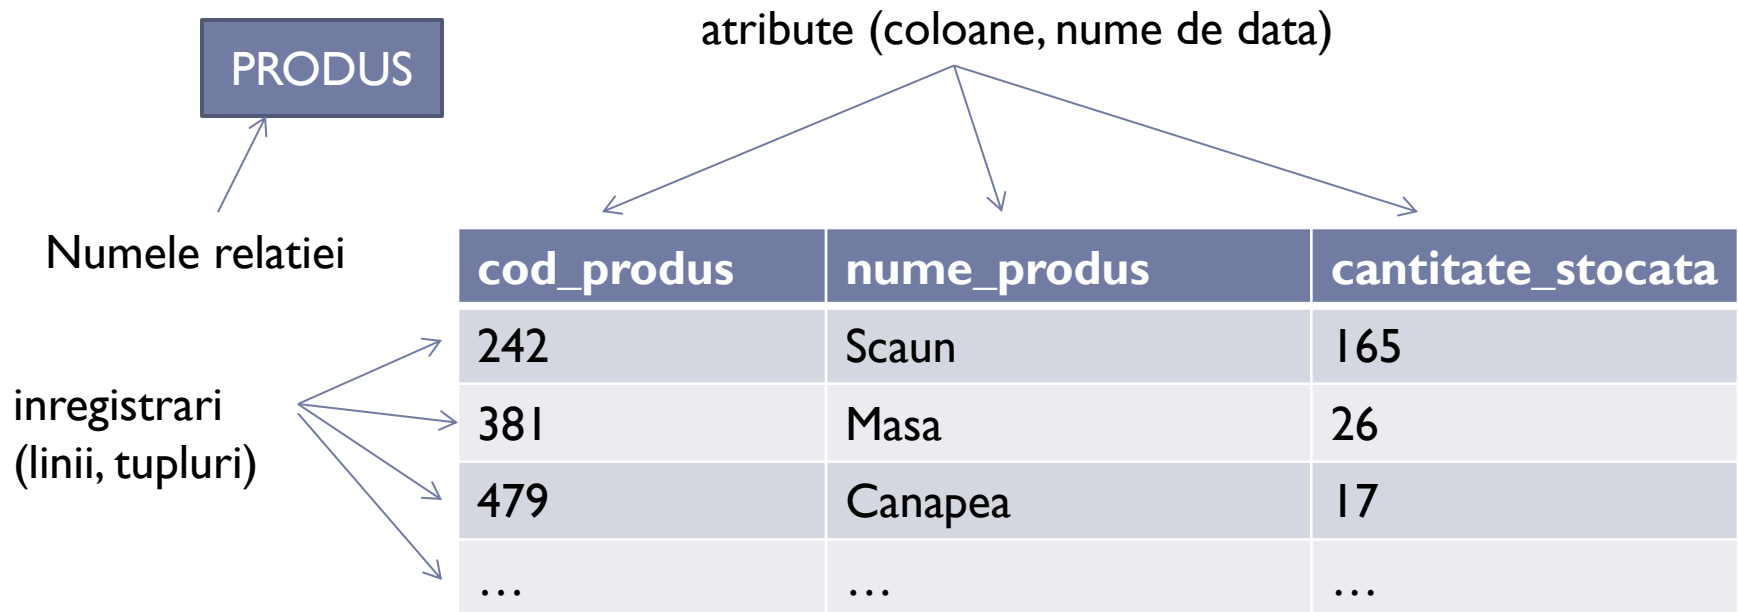 PRODUS
atribute (coloane, nume de data)
Numele relatiei
cod_produs nume_produs cantitate_stocata
242 Scaun 165
381 Masa 26
479 Canapea 17
… … …
inregistrari
(linii, tupluri)